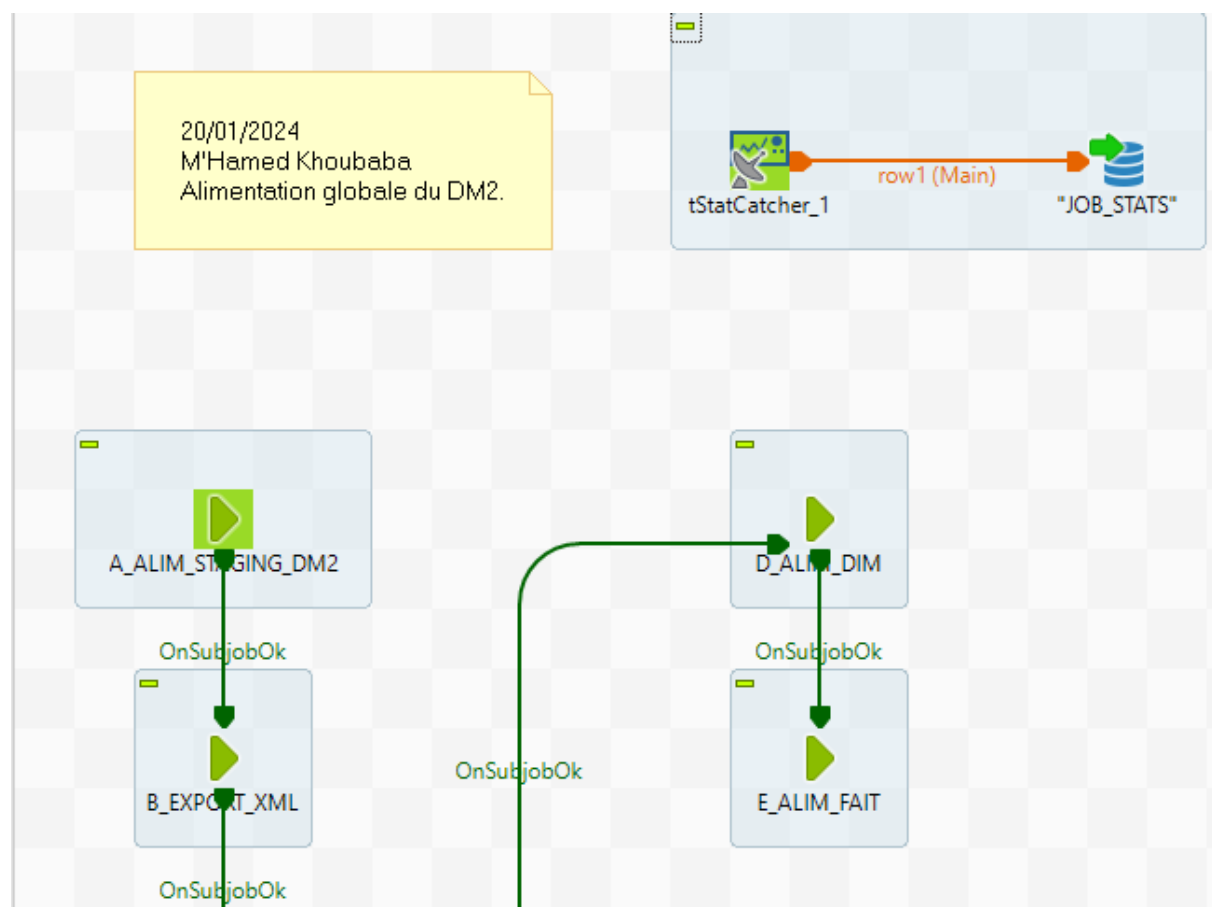 20/01/2024
M'Hamed Khoubaba
Alimentation globale du DM2.
row1 (Main)
tStatCatcher_1
"JOB_STATS"
A_ALIM_STAGING_DM2
D_ALIM_DIM
OnSubjobOk
OnSubjobOk
OnSubjobOk
B_EXPORT_XML
E_ALIM_FAIT
OnSubjobOk